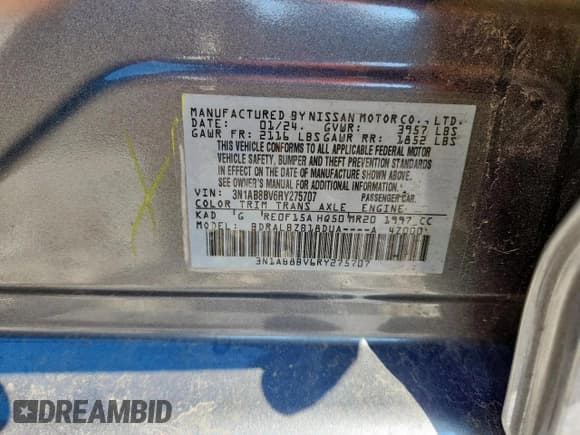 MANUFACTURED BY NISSAN MOTOR CO., LTD.
DATE: 01/24. GVWR: 3957 LBS
GAWR FR: 2116 LBS GAWR RR: 1852 LBS
THIS VEHICLE CONFORMS TO ALL APPLICABLE FEDERAL MOTOR
VEHICLE SAFETY, BUMPER AND THEFT PREVENTION STANDARDS
IN EFFECT ON THE DATE OF MANUFACTURE SHOWN ABOVE.
SEE OWNER'S MANUAL FOR ADDITIONAL INFORMATION.
VIN: 3N1AB8BV6RY275707 PASSENGER CAR
COLOR TRIM TRANS AXLE ENGINE
KAD G RE0F15A HQ50 MR20 1997 CC
MODEL: BDRALBZB18DUA----A 47000
3N1AB8BV6RY275707
DREAMBID